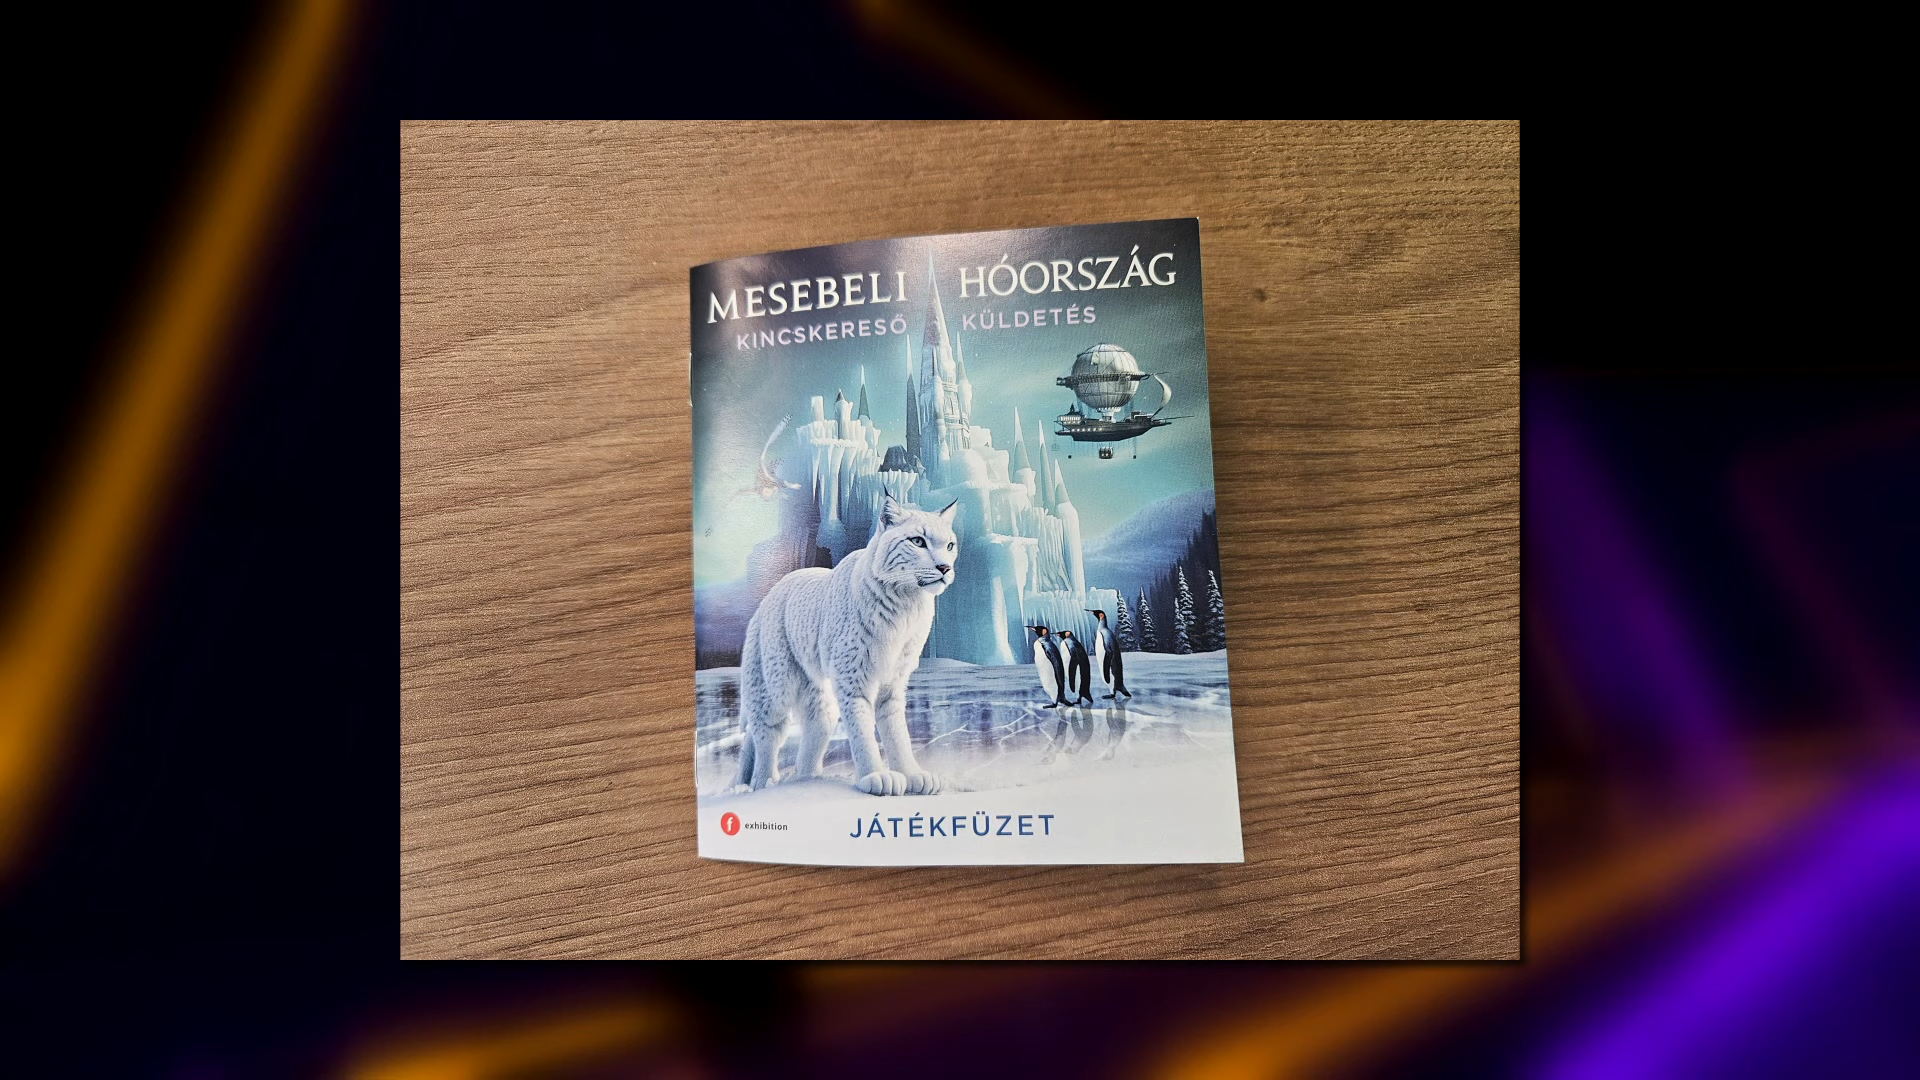 MESEBELI HÓORSZÁG
KINCSKERESŐ KÜLDETÉS
f exhibition
JÁTÉKFÜZET